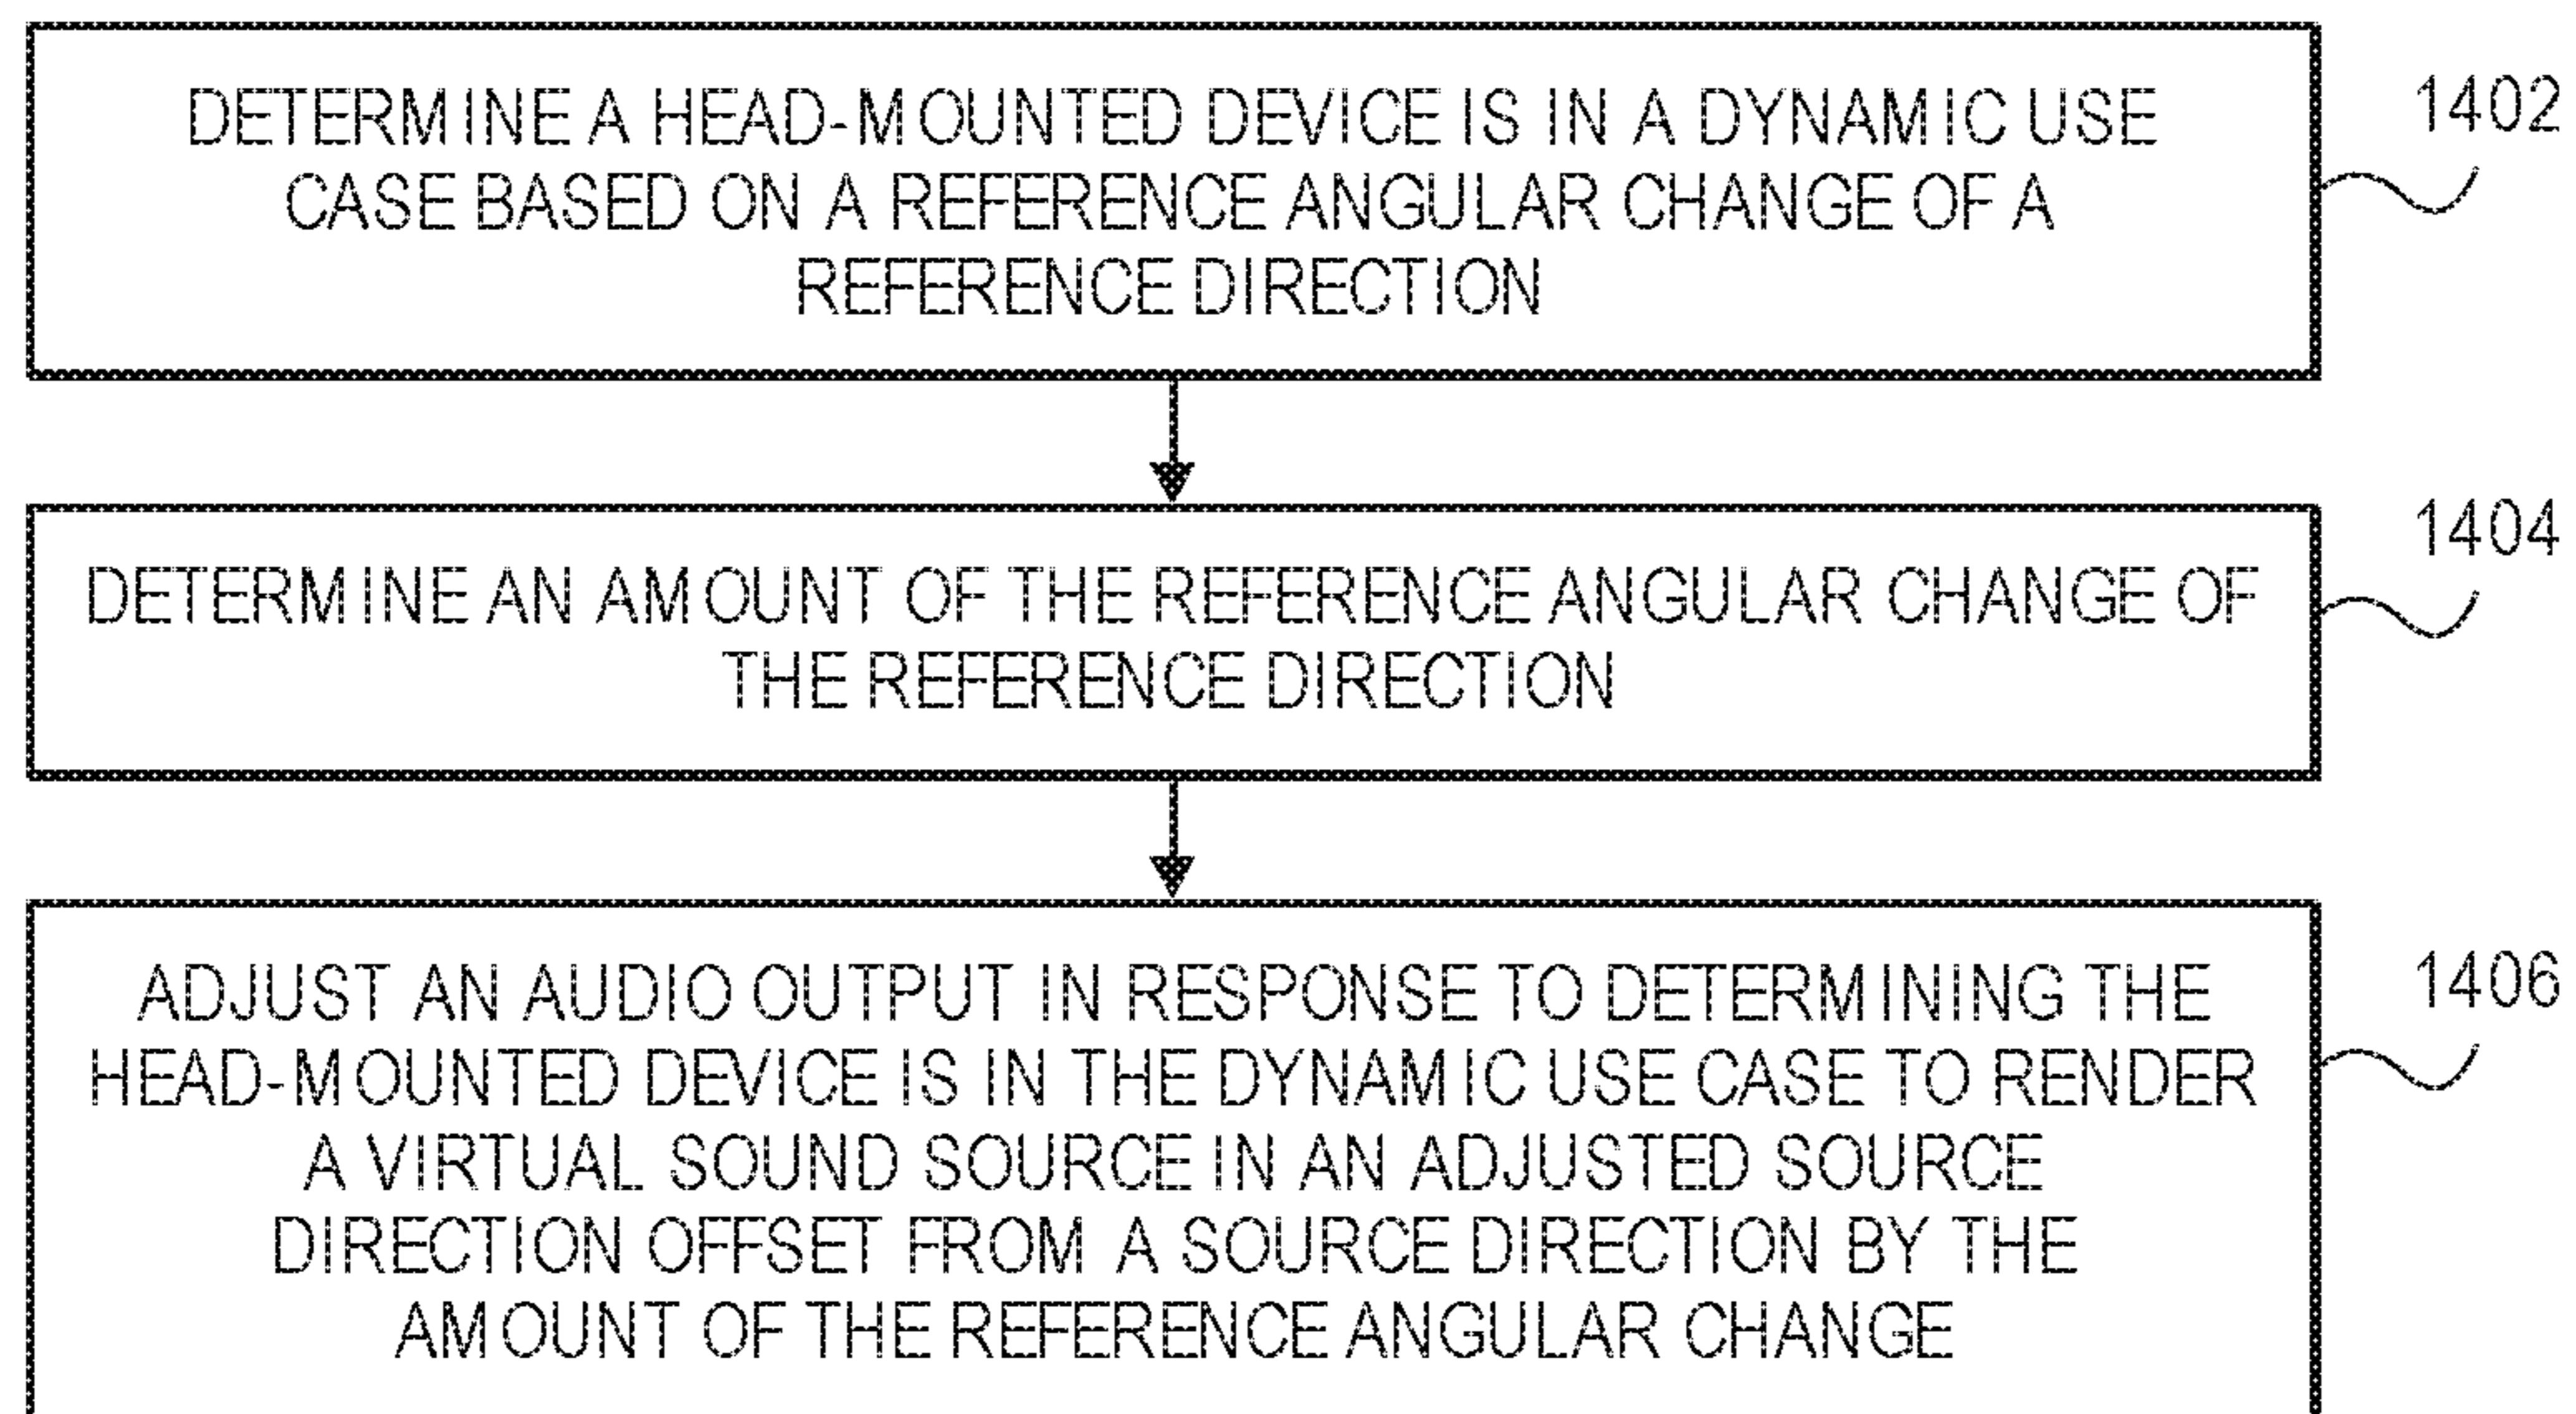 DETERMINE A HEAD-MOUNTED DEVICE IS IN A DYNAMIC USE
CASE BASED ON A REFERENCE ANGULAR CHANGE OF A
REFERENCE DIRECTION
1402
DETERMINE AN AMOUNT OF THE REFERENCE ANGULAR CHANGE OF
THE REFERENCE DIRECTION
1404
ADJUST AN AUDIO OUTPUT IN RESPONSE TO DETERMINING THE
HEAD-MOUNTED DEVICE IS IN THE DYNAMIC USE CASE TO RENDER
A VIRTUAL SOUND SOURCE IN AN ADJUSTED SOURCE
DIRECTION OFFSET FROM A SOURCE DIRECTION BY THE
AMOUNT OF THE REFERENCE ANGULAR CHANGE
1406